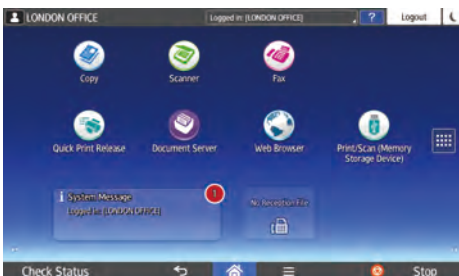 LONDON OFFICE
Logged in: [LONDON OFFICE]
?
Logout
Copy
Scanner
Fax
Quick Print Release
Document Server
Web Browser
Print/Scan (Memory
Storage Device)
i System Message
1
Logged in: [LONDON OFFICE]
No Reception File
Check Status
Stop